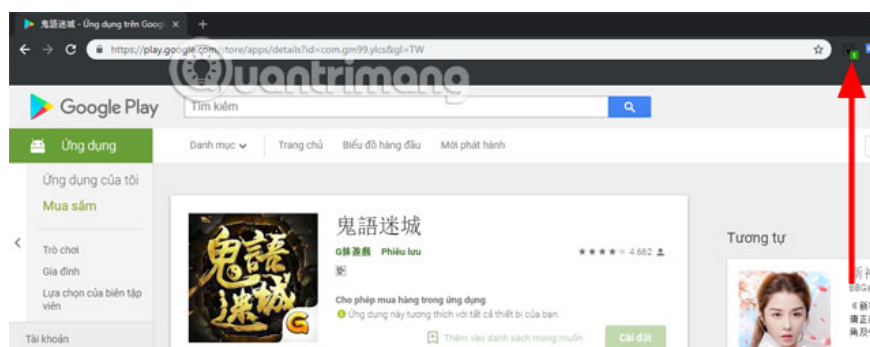 鬼語迷城 - Ứng dụng trên Goog
https://play.google.com/store/apps/details?id=com.gm99.ylcs&gl=TW
1
Quantrimang
Google Play
Tìm kiếm
Ứng dụng
Danh mục
Trang chủ
Biểu đồ hàng đầu
Mới phát hành
Ứng dụng của tôi
Mua sắm
Trò chơi
Gia đình
Lựa chọn của biên tập
viên
Tài khoản
鬼語迷城
G
鬼語迷城
G妹遊戲 Phiêu lưu
4.662
Cho phép mua hàng trong ứng dụng
Ứng dụng này tương thích với tất cả thiết bị của bạn.
Thêm vào danh sách mong muốn
Cài đặt
Tương tự